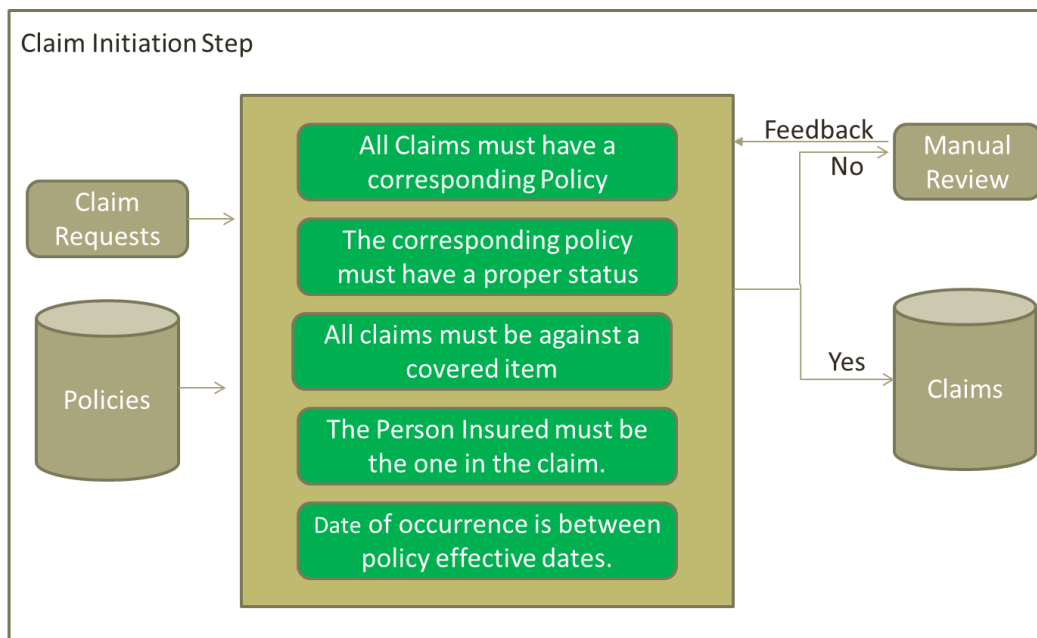 Claim Initiation Step
Claim
Requests
Policies
All Claims must have a
corresponding Policy
The corresponding policy
must have a proper status
All claims must be against a
covered item
The Person Insured must be
the one in the claim.
Date of occurrence is between
policy effective dates.
Feedback
No
Manual
Review
Yes
Claims